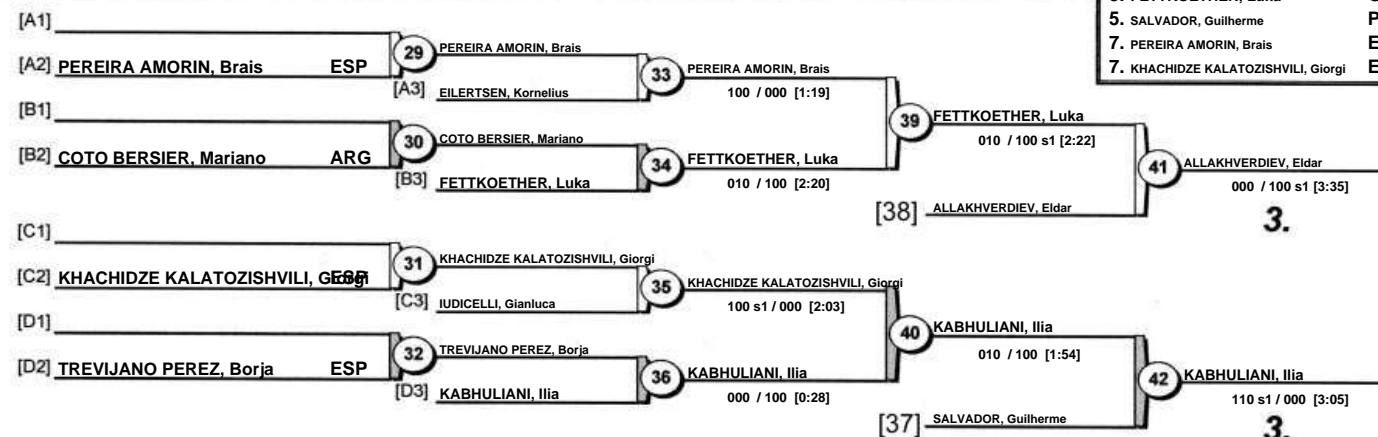 5. SALVADOR, Guilherme P
7. PEREIRA AMORIN, Brais E
7. KHACHIDZE KALATOZISHVILI, Giorgi E
[A1]
[A2] PEREIRA AMORIN, Brais ESP
29 PEREIRA AMORIN, Brais
[A3] EILERTSEN, Kornelius
33 PEREIRA AMORIN, Brais
100 / 000 [1:19]
[B1]
[B2] COTO BERSIER, Mariano ARG
30 COTO BERSIER, Mariano
[B3] FETTKOETHER, Luka
34 FETTKOETHER, Luka
010 / 100 [2:20]
39 FETTKOETHER, Luka
010 / 100 s1 [2:22]
[38] ALLAKHVERDIEV, Eldar
41 ALLAKHVERDIEV, Eldar
000 / 100 s1 [3:35]
3.
[C1]
[C2] KHACHIDZE KALATOZISHVILI, Giorgi ESP
31 KHACHIDZE KALATOZISHVILI, Giorgi
[C3] IUDICELLI, Gianluca
35 KHACHIDZE KALATOZISHVILI, Giorgi
100 s1 / 000 [2:03]
[D1]
[D2] TREVIJANO PEREZ, Borja ESP
32 TREVIJANO PEREZ, Borja
[D3] KABHULIANI, Ilia
36 KABHULIANI, Ilia
000 / 100 [0:28]
40 KABHULIANI, Ilia
010 / 100 [1:54]
[37] SALVADOR, Guilherme
42 KABHULIANI, Ilia
110 s1 / 000 [3:05]
3.